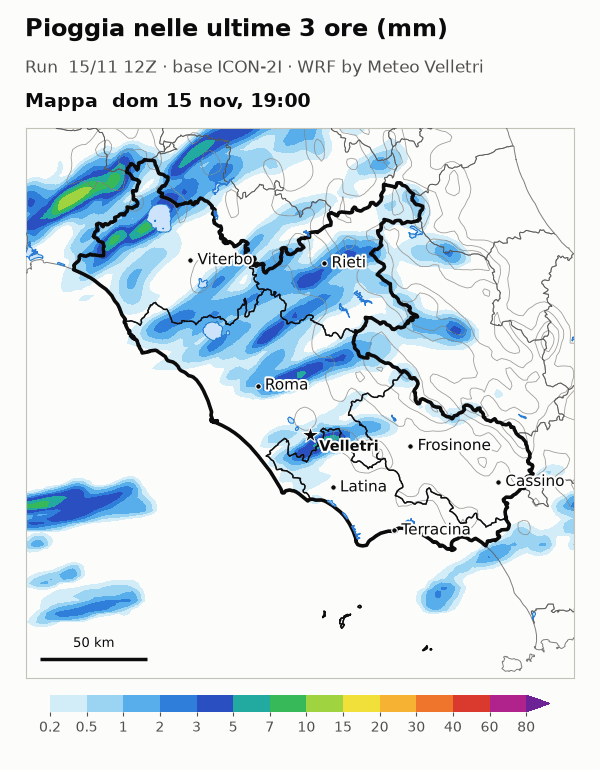 Pioggia nelle ultime 3 ore (mm)
Run 15/11 12Z · base ICON-2I · WRF by Meteo Velletri
Mappa dom 15 nov, 19:00
Viterbo
Rieti
Roma
Velletri
Frosinone
Latina
Cassino
Terracina
50 km
0.2 0.5 1 2 3 5 7 10 15 20 30 40 60 80